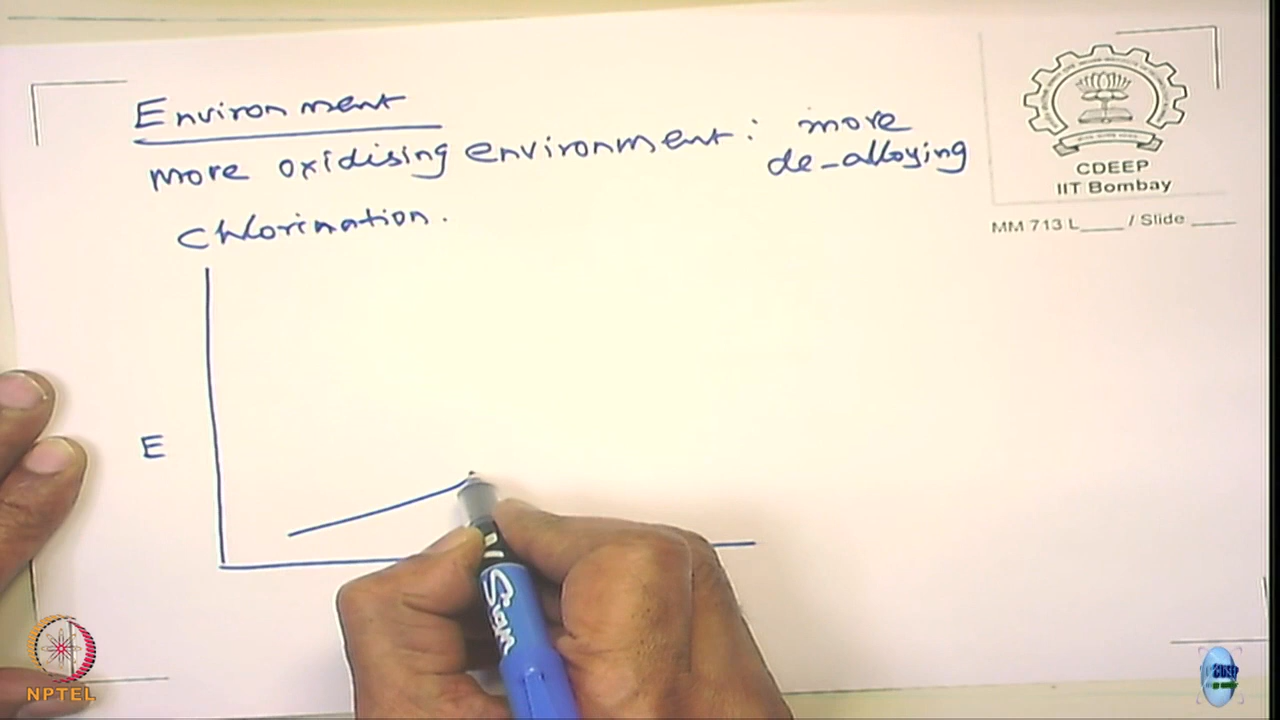 Environment
more oxidising environment: more
de-alloying
chlorination.
E
CDEEP
IIT Bombay
MM 713 L____ / Slide ____
NPTEL